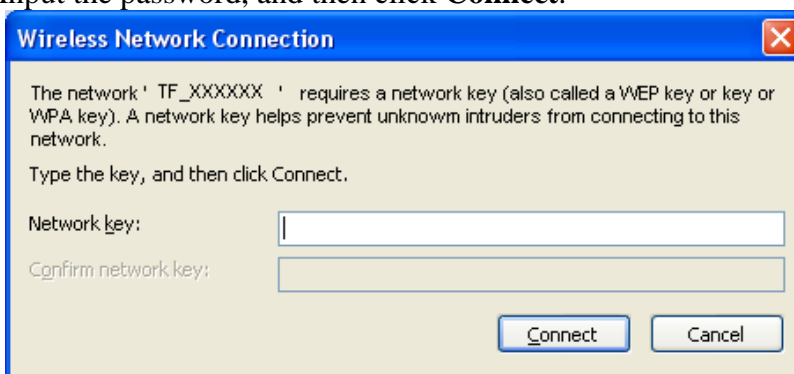 input the password, and then click Connect.
Wireless Network Connection
The network ' TF_XXXXXX ' requires a network key (also called a WEP key or key or
WPA key). A network key helps prevent unknowm intruders from connecting to this
network.
Type the key, and then click Connect.
Network key:
Confirm network key:
Connect Cancel